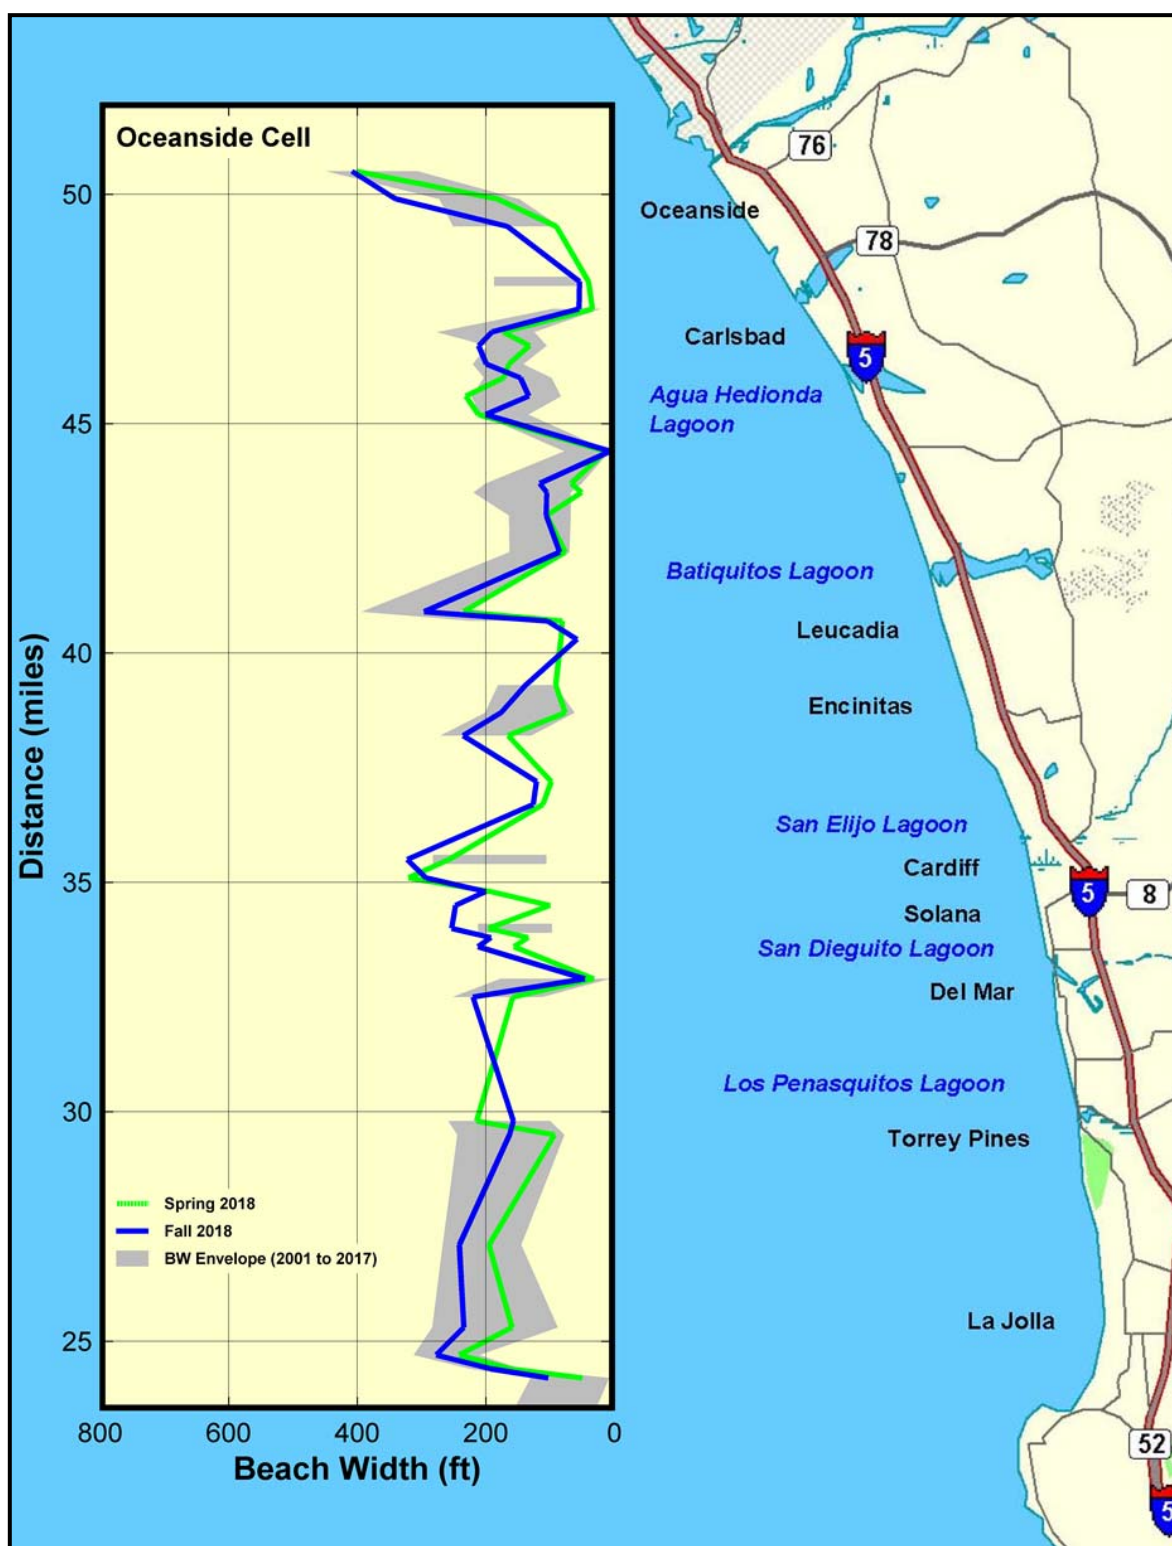 Oceanside Cell
Distance (miles)
50
45
40
35
30
25
Spring 2018
Fall 2018
BW Envelope (2001 to 2017)
800 600 400 200 0
Beach Width (ft)
76
Oceanside
78
Carlsbad
5
Agua Hedionda
Lagoon
Batiquitos Lagoon
Leucadia
Encinitas
San Elijo Lagoon
Cardiff
5
8
Solana
San Dieguito Lagoon
Del Mar
Los Penasquitos Lagoon
Torrey Pines
La Jolla
52
5